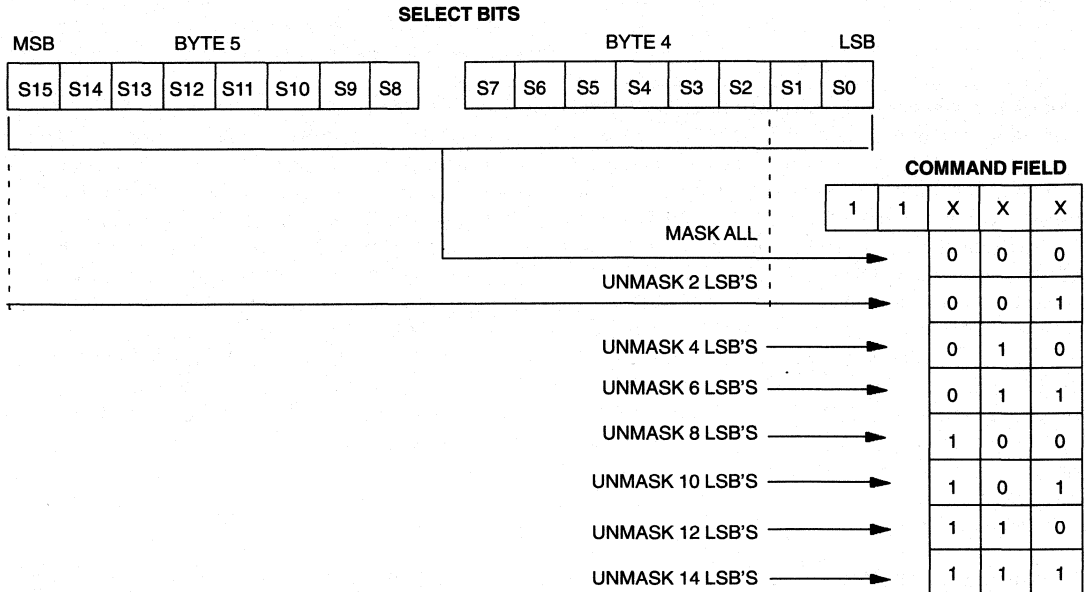 SELECT BITS
MSB BYTE 5 BYTE 4 LSB
S15 S14 S13 S12 S11 S10 S9 S8 S7 S6 S5 S4 S3 S2 S1 S0
COMMAND FIELD
1 1 X X X
MASK ALL 0 0 0
UNMASK 2 LSB'S 0 0 1
UNMASK 4 LSB'S 0 1 0
UNMASK 6 LSB'S 0 1 1
UNMASK 8 LSB'S 1 0 0
UNMASK 10 LSB'S 1 0 1
UNMASK 12 LSB'S 1 1 0
UNMASK 14 LSB'S 1 1 1